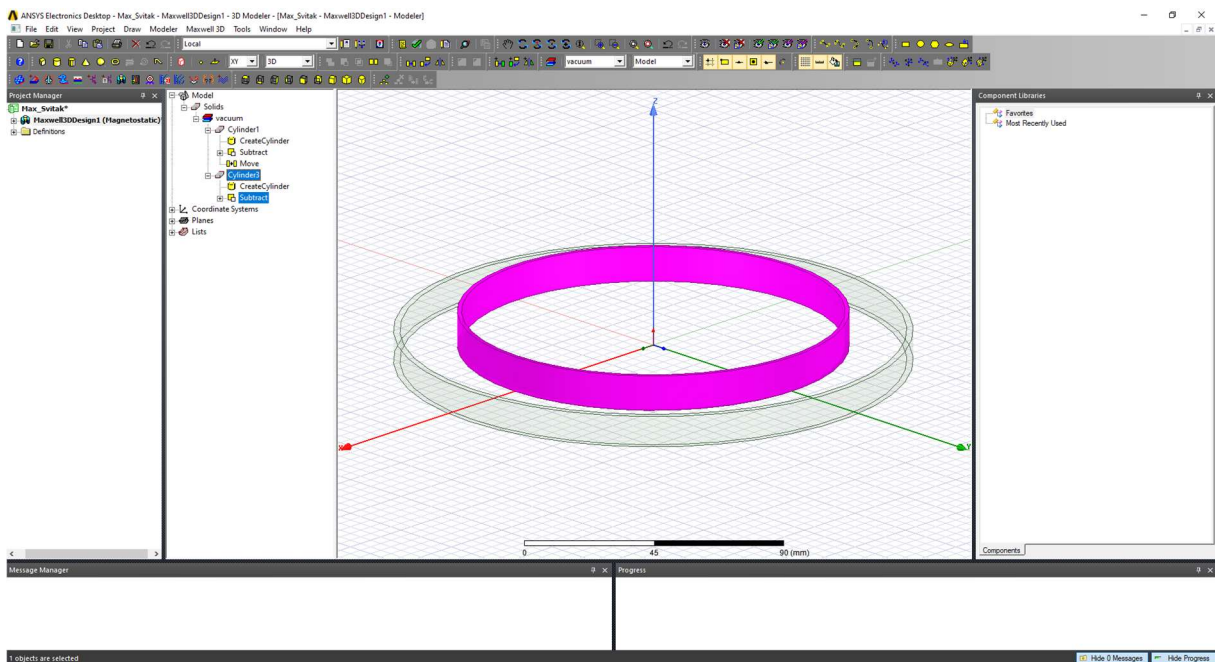 ANSYS Electronics Desktop - Max_Svitak - Maxwell3DDesign1 - 3D Modeler - [Max_Svitak - Maxwell3DDesign1 - Modeler]
File Edit View Project Draw Modeler Maxwell 3D Tools Window Help
Local
XY 3D vacuum Model
Project Manager
Max_Svitak*
Maxwell3DDesign1 (Magnetostatic)
Definitions
Model
Solids
vacuum
Cylinder1
CreateCylinder
Subtract
Move
Cylinder3
CreateCylinder
Subtract
Coordinate Systems
Planes
Lists
Z
X
Y
0 45 90 (mm)
Component Libraries
Favorites
Most Recently Used
Components
Message Manager
Progress
1 objects are selected
Hide 0 Messages Hide Progress